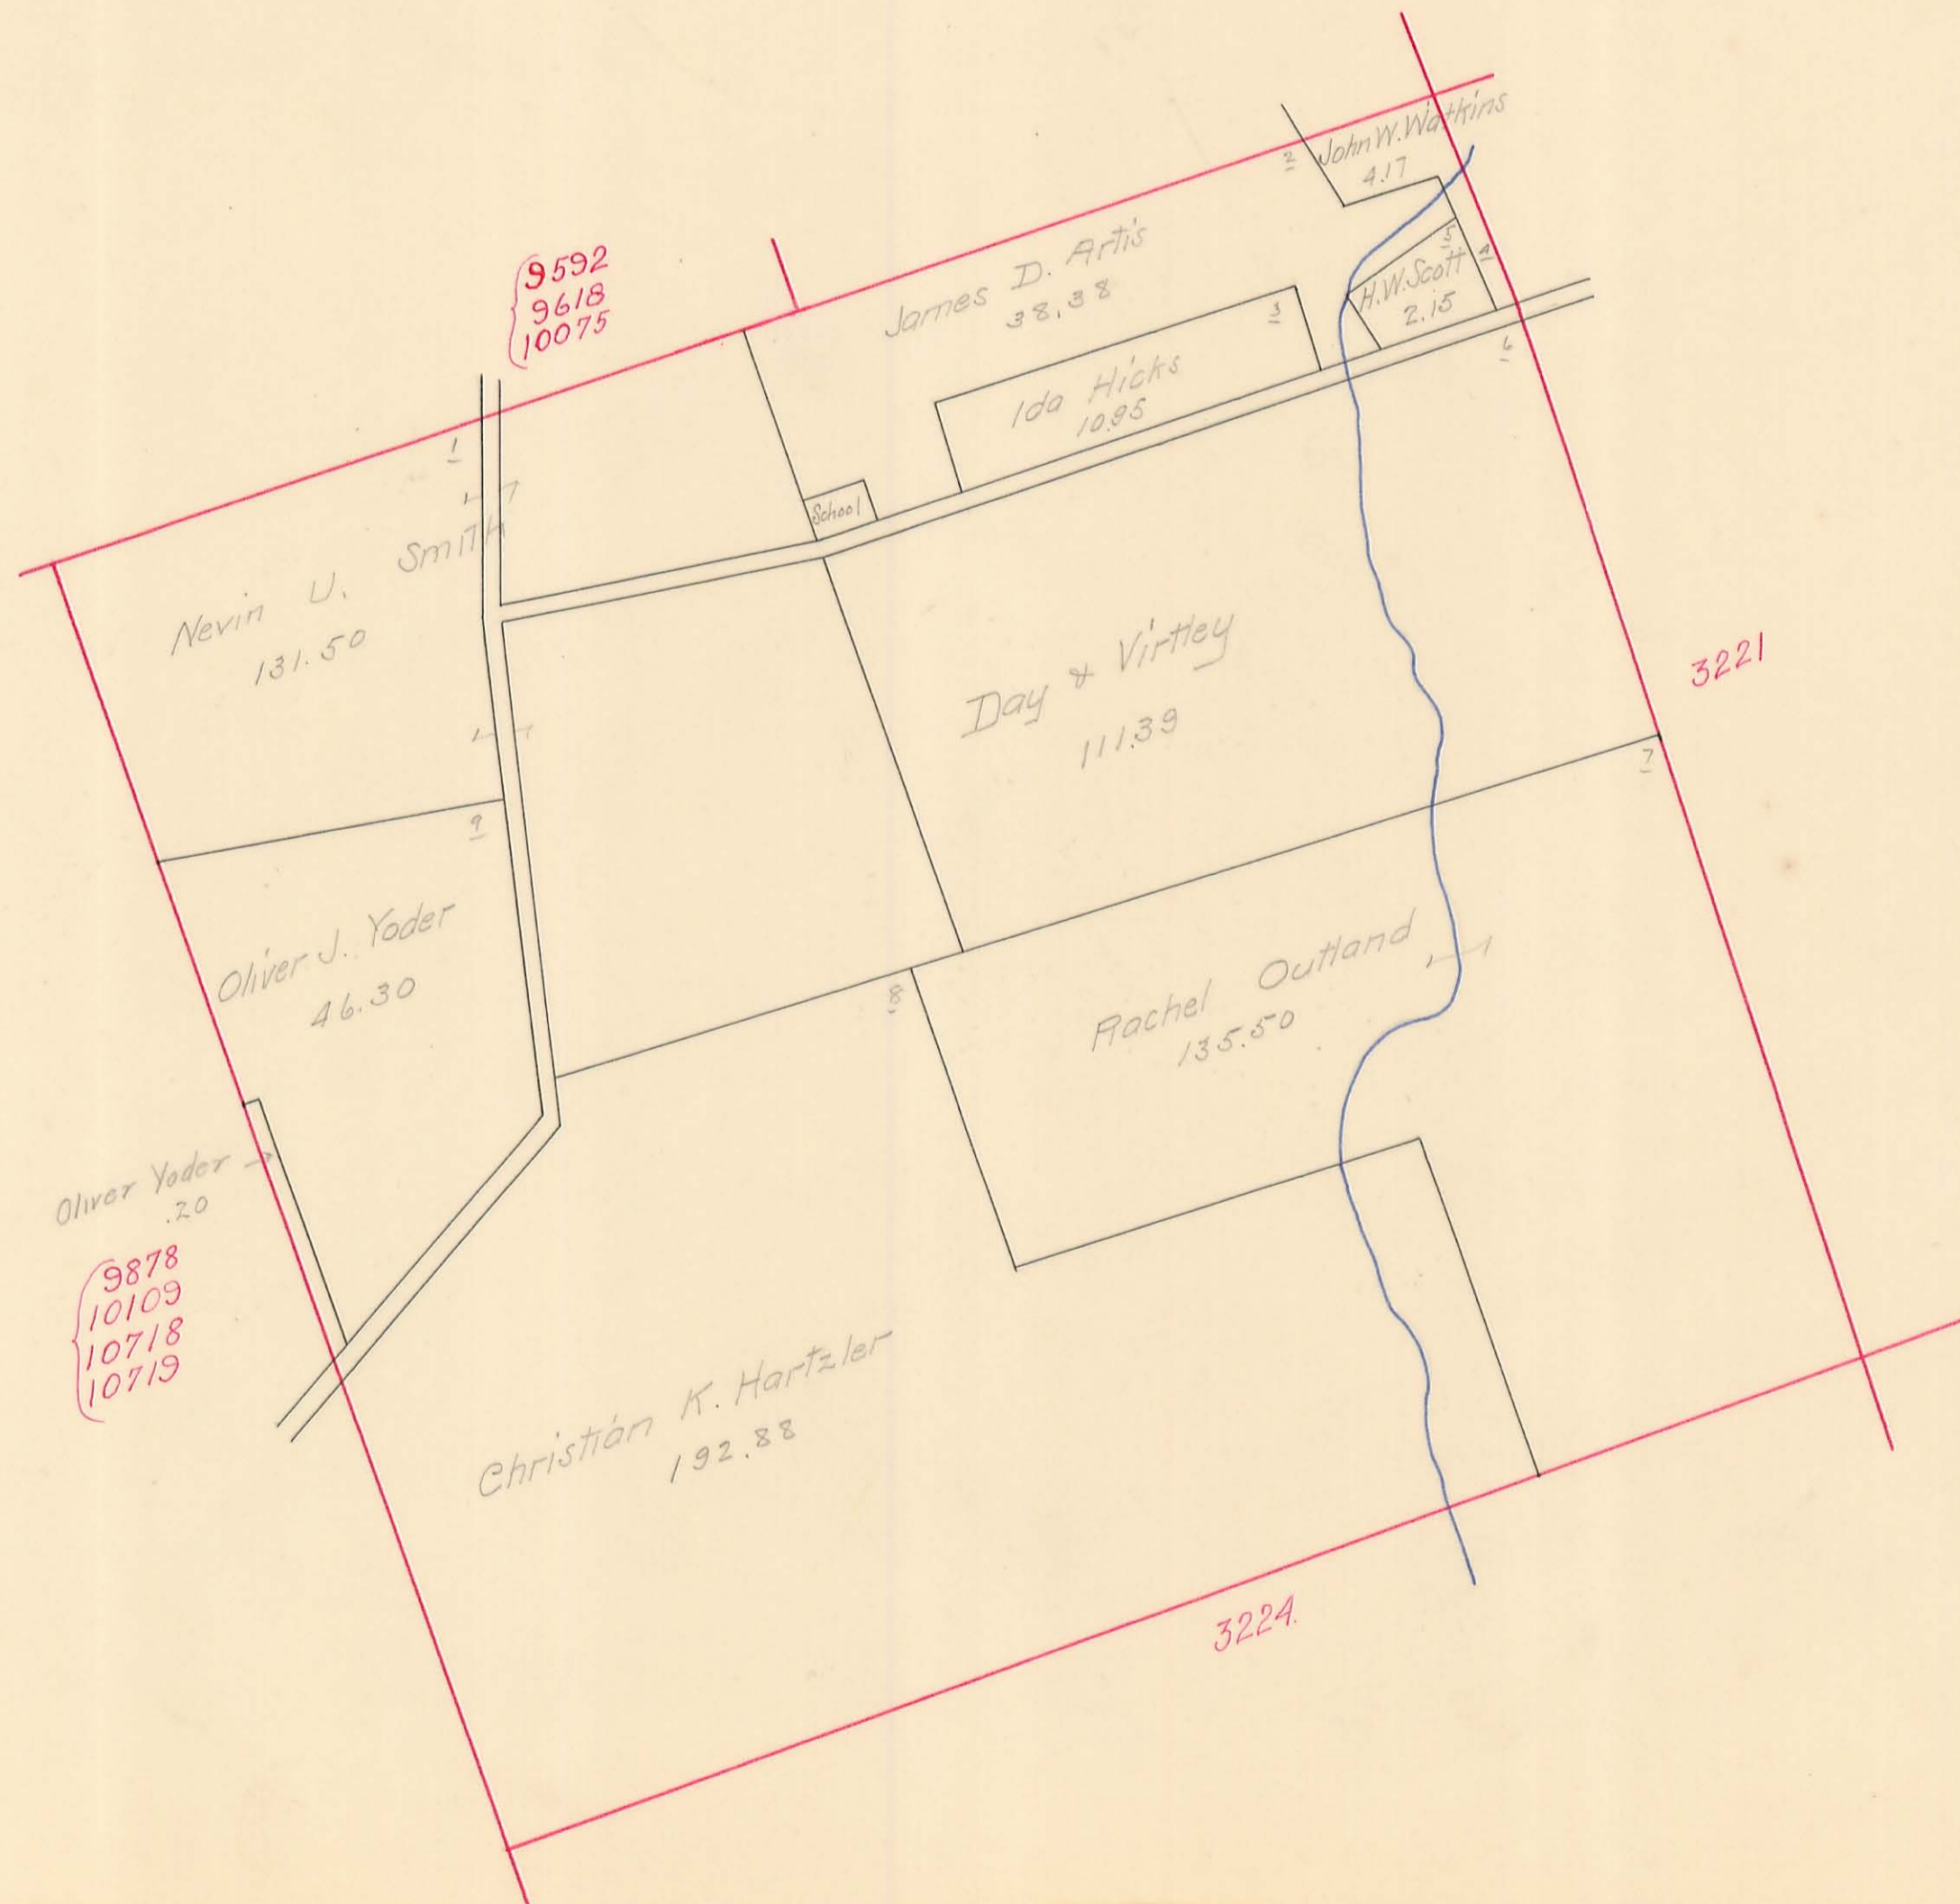 John W. Watkins
4.17
2
9592
9618
10075
James D. Artis
38.38
5
4
H.W. Scott
2.15
3
6
Ida Hicks
10.95
1
School
Nevin U. Smith
131.50
Day & Virtley
111.39
3221
7
9
Oliver J. Yoder
46.30
8
Rachel Outland
135.50
Oliver Yoder
.20
9878
10109
10718
10719
Christian K. Hartzler
192.88
3224.